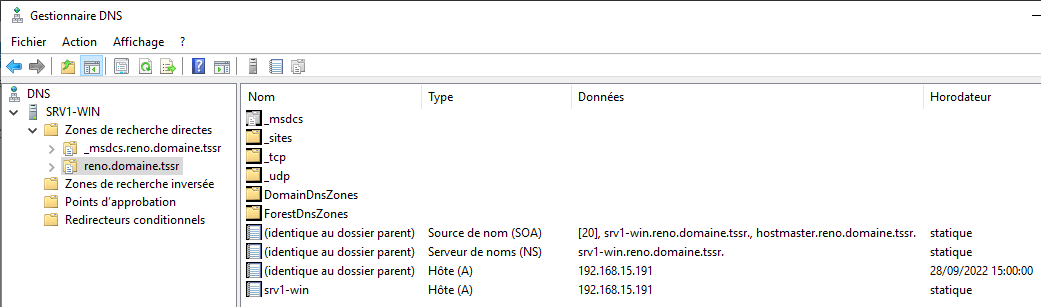 Gestionnaire DNS
Fichier Action Affichage ?
DNS
SRV1-WIN
Zones de recherche directes
_msdcs.reno.domaine.tssr
reno.domaine.tssr
Zones de recherche inversée
Points d’approbation
Redirecteurs conditionnels
Nom Type Données Horodateur
_msdcs
_sites
_tcp
_udp
DomainDnsZones
ForestDnsZones
(identique au dossier parent) Source de nom (SOA) [20], srv1-win.reno.domaine.tssr., hostmaster.reno.domaine.tssr. statique
(identique au dossier parent) Serveur de noms (NS) srv1-win.reno.domaine.tssr. statique
(identique au dossier parent) Hôte (A) 192.168.15.191 28/09/2022 15:00:00
srv1-win Hôte (A) 192.168.15.191 statique